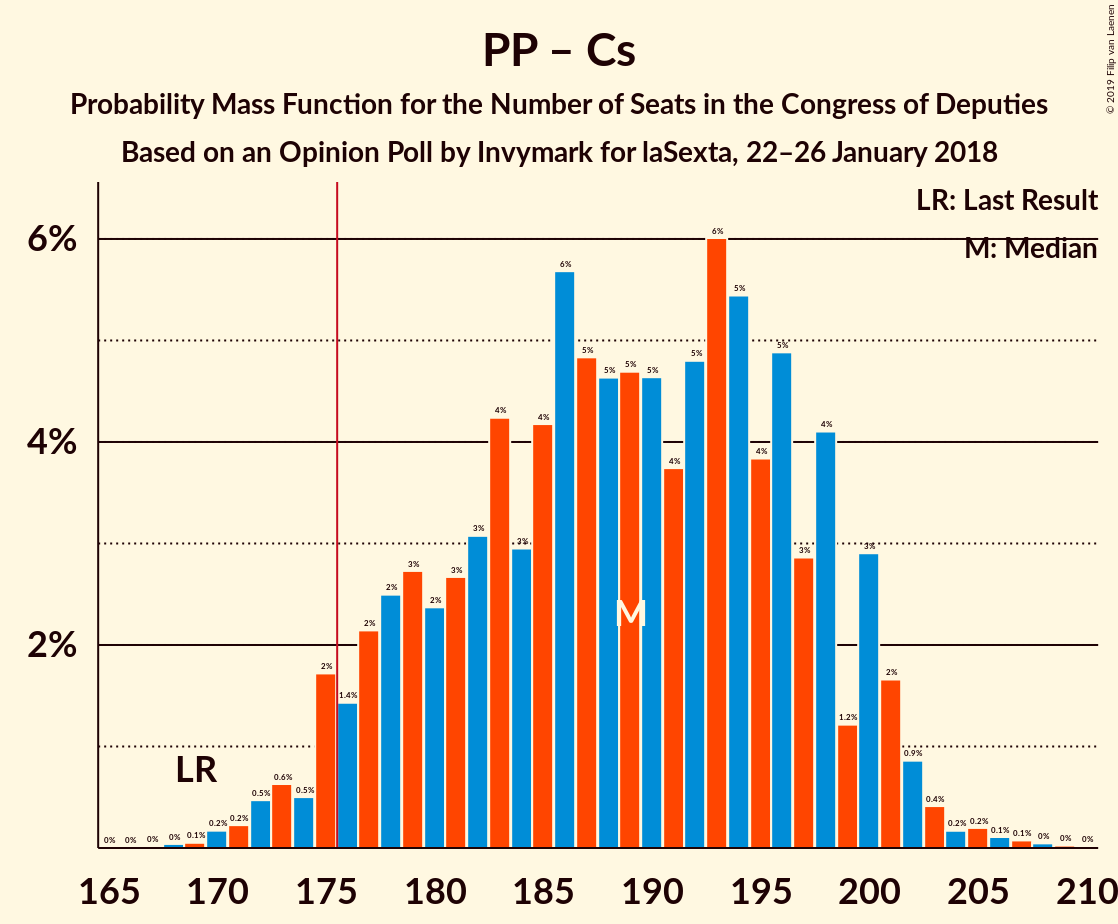 PP – Cs
Probability Mass Function for the Number of Seats in the Congress of Deputies
Based on an Opinion Poll by Invymark for laSexta, 22–26 January 2018
© 2019 Filip van Laenen
LR: Last Result
M: Median
6%
4%
2%
0% 0% 0% 0% 0.1% 0.2% 0.2% 0.5% 0.6% 0.5% 2% 1.4% 2% 2% 3% 2% 3% 3% 4% 3% 4% 6% 5% 5% 5% 5% 4% 5% 6% 5% 4% 5% 3% 4% 1.2% 3% 2% 0.9% 0.4% 0.2% 0.2% 0.1% 0.1% 0% 0% 0%
M
LR
165 170 175 180 185 190 195 200 205 210